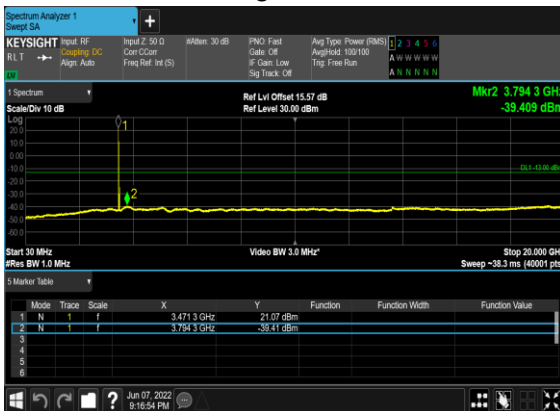 Spectrum Analyzer 1
Swept SA
KEYSIGHT Input: RF Input Z: 50 Ω #Atten: 30 dB PNO: Fast Avg Type: Power (RMS) 1 2 3 4 5 6
RLT Coupling: DC Corr CCorr Gate: Off Avg|Hold: 100/100 A W W W W W
Align: Auto Freq Ref: Int (S) IF Gain: Low Trig: Free Run
Sig Track: Off A N N N N N
LV
1 Spectrum Ref Lvl Offset 15.57 dB Mkr2 3.794 3 GHz
Scale/Div 10 dB Ref Level 30.00 dBm -39.409 dBm
Log
1
20.0
10.0
0.00
-10.0 DL1 -13.00 dBm
-20.0
-30.0
2
-40.0
-50.0
-60.0
Start 30 MHz Video BW 3.0 MHz* Stop 20.000 GHz
#Res BW 1.0 MHz Sweep ~38.3 ms (40001 pts)
5 Marker Table
Mode Trace Scale X Y Function Function Width Function Value
1 N 1 f 3.471 3 GHz 21.07 dBm
2 N 1 f 3.794 3 GHz -39.41 dBm
3
4
5
6
? Jun 07, 2022
9:16:54 PM